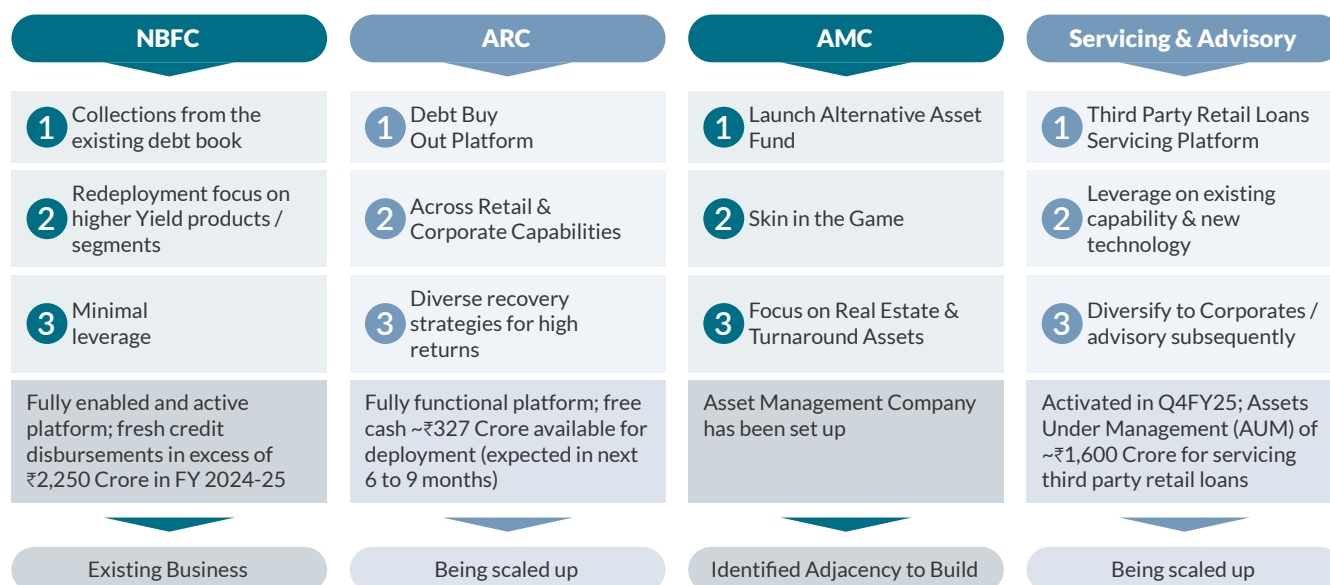 NBFC
1
Collections from the
existing debt book
2
Redeployment focus on
higher Yield products /
segments
3
Minimal
leverage
Fully enabled and active
platform; fresh credit
disbursements in excess of
₹2,250 Crore in FY 2024-25
Existing Business
ARC
1
Debt Buy
Out Platform
2
Across Retail &
Corporate Capabilities
3
Diverse recovery
strategies for high
returns
Fully functional platform; free
cash ~₹327 Crore available for
deployment (expected in next
6 to 9 months)
Being scaled up
AMC
1
Launch Alternative Asset
Fund
2
Skin in the Game
3
Focus on Real Estate &
Turnaround Assets
Asset Management Company
has been set up
Identified Adjacency to Build
Servicing & Advisory
1
Third Party Retail Loans
Servicing Platform
2
Leverage on existing
capability & new
technology
3
Diversify to Corporates /
advisory subsequently
Activated in Q4FY25; Assets
Under Management (AUM) of
~₹1,600 Crore for servicing
third party retail loans
Being scaled up